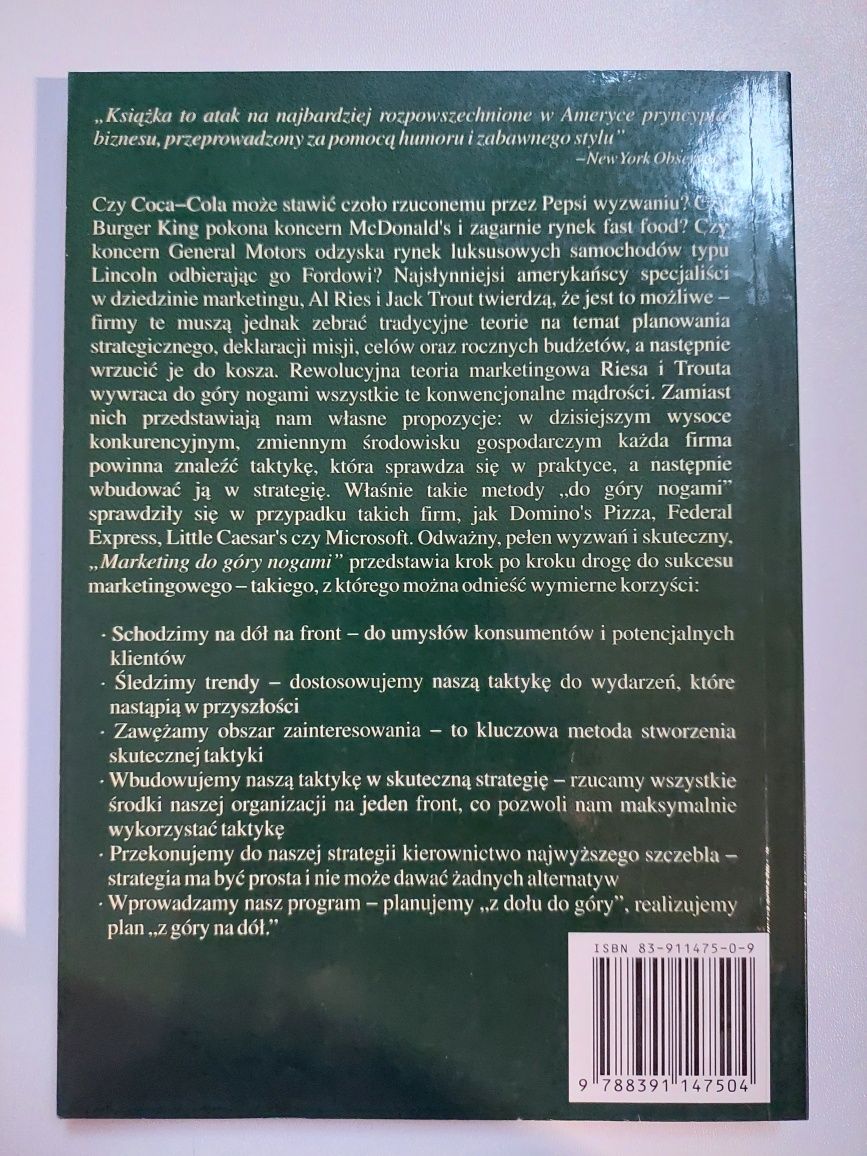 „Książka to atak na najbardziej rozpowszechnione w Ameryce pryncypia
biznesu, przeprowadzony za pomocą humoru i zabawnego stylu”
–New York Observer
Czy Coca–Cola może stawić czoło rzuconemu przez Pepsi wyzwaniu? Czy
Burger King pokona koncern McDonald's i zagarnie rynek fast food? Czy
koncern General Motors odzyska rynek luksusowych samochodów typu
Lincoln odbierając go Fordowi? Najsłynniejsi amerykańscy specjaliści
w dziedzinie marketingu, Al Ries i Jack Trout twierdzą, że jest to możliwe –
firmy te muszą jednak zebrać tradycyjne teorie na temat planowania
strategicznego, deklaracji misji, celów oraz rocznych budżetów, a następnie
wrzucić je do kosza. Rewolucyjna teoria marketingowa Riesa i Trouta
wywraca do góry nogami wszystkie te konwencjonalne mądrości. Zamiast
nich przedstawiają nam własne propozycje: w dzisiejszym wysoce
konkurencyjnym, zmiennym środowisku gospodarczym każda firma
powinna znaleźć taktykę, która sprawdza się w praktyce, a następnie
wbudować ją w strategię. Właśnie takie metody „do góry nogami”
sprawdziły się w przypadku takich firm, jak Domino's Pizza, Federal
Express, Little Caesar's czy Microsoft. Odważny, pełen wyzwań i skuteczny,
„Marketing do góry nogami” przedstawia krok po kroku drogę do sukcesu
marketingowego – takiego, z którego można odnieść wymierne korzyści:
· Schodzimy na dół na front – do umysłów konsumentów i potencjalnych
klientów
· Śledzimy trendy – dostosowujemy naszą taktykę do wydarzeń, które
nastąpią w przyszłości
· Zawężamy obszar zainteresowania – to kluczowa metoda stworzenia
skutecznej taktyki
· Wbudowujemy naszą taktykę w skuteczną strategię – rzucamy wszystkie
środki naszej organizacji na jeden front, co pozwoli nam maksymalnie
wykorzystać taktykę
· Przekonujemy do naszej strategii kierownictwo najwyższego szczebla –
strategia ma być prosta i nie może dawać żadnych alternatyw
· Wprowadzamy nasz program – planujemy „z dołu do góry”, realizujemy
plan „z góry na dół.”
ISBN 83-911475-0-9
9 788391 147504